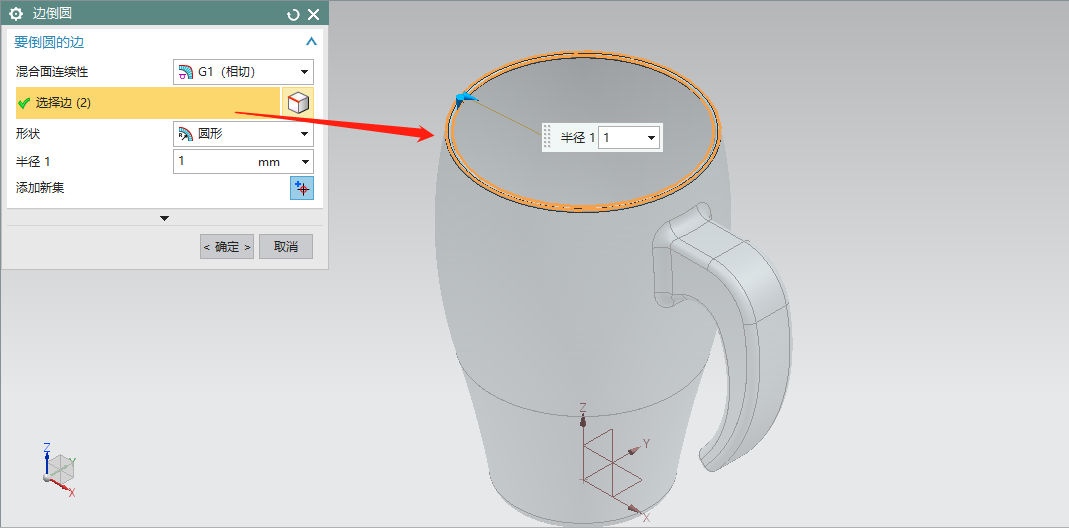 边倒圆
要倒圆的边
混合面连续性
G1（相切）
选择边 (2)
形状
圆形
半径 1
1
mm
添加新集
< 确定 >
取消
半径 1
1
Z
Y
X
Z
Y
X